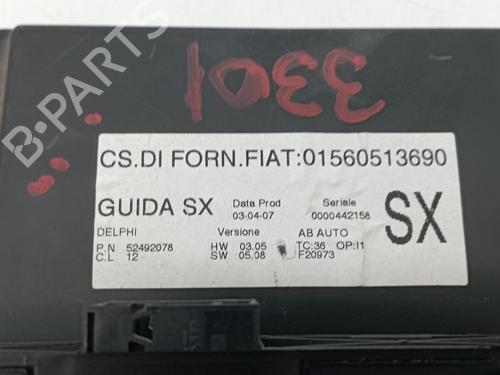 3301
CS.DI FORN.FIAT:01560513690
GUIDA SX Data Prod Seriale SX
03-04-07 0000442158
DELPHI Versione AB AUTO
P.N 52492078 HW 03.05 TC:36 OP:I1
C.L 12 SW 05.08 F20973
B-PARTS